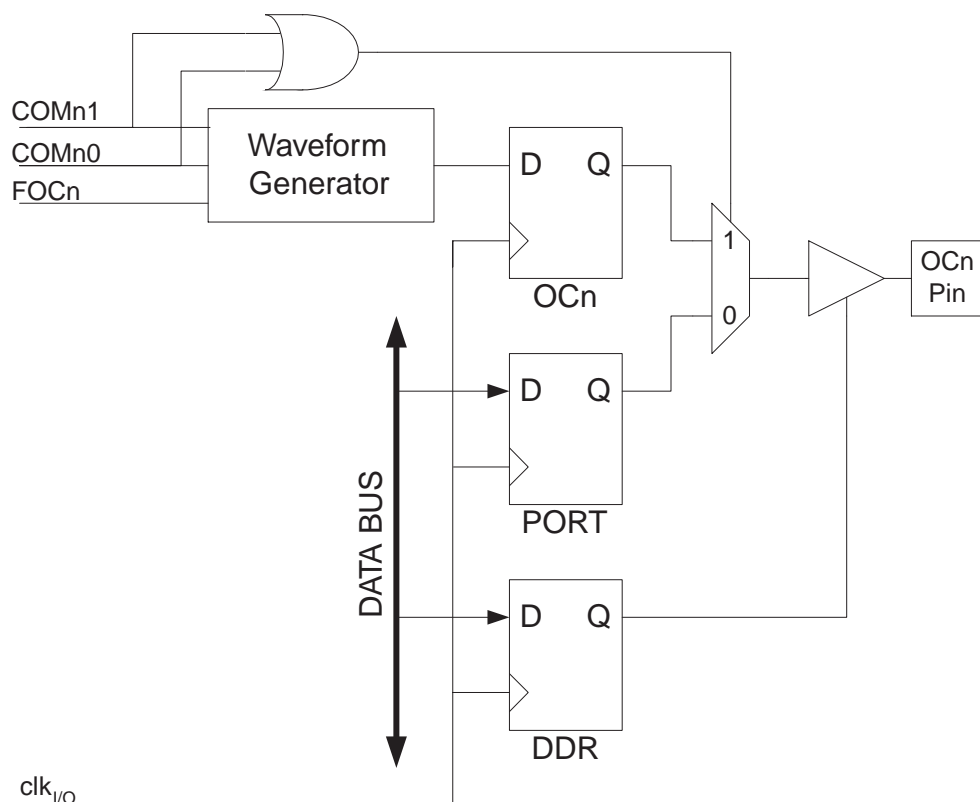 COMn1
COMn0
FOCn
Waveform
Generator
D Q
OCn
1
0
OCn
Pin
D Q
PORT
DATA BUS
D Q
DDR
clkI/O